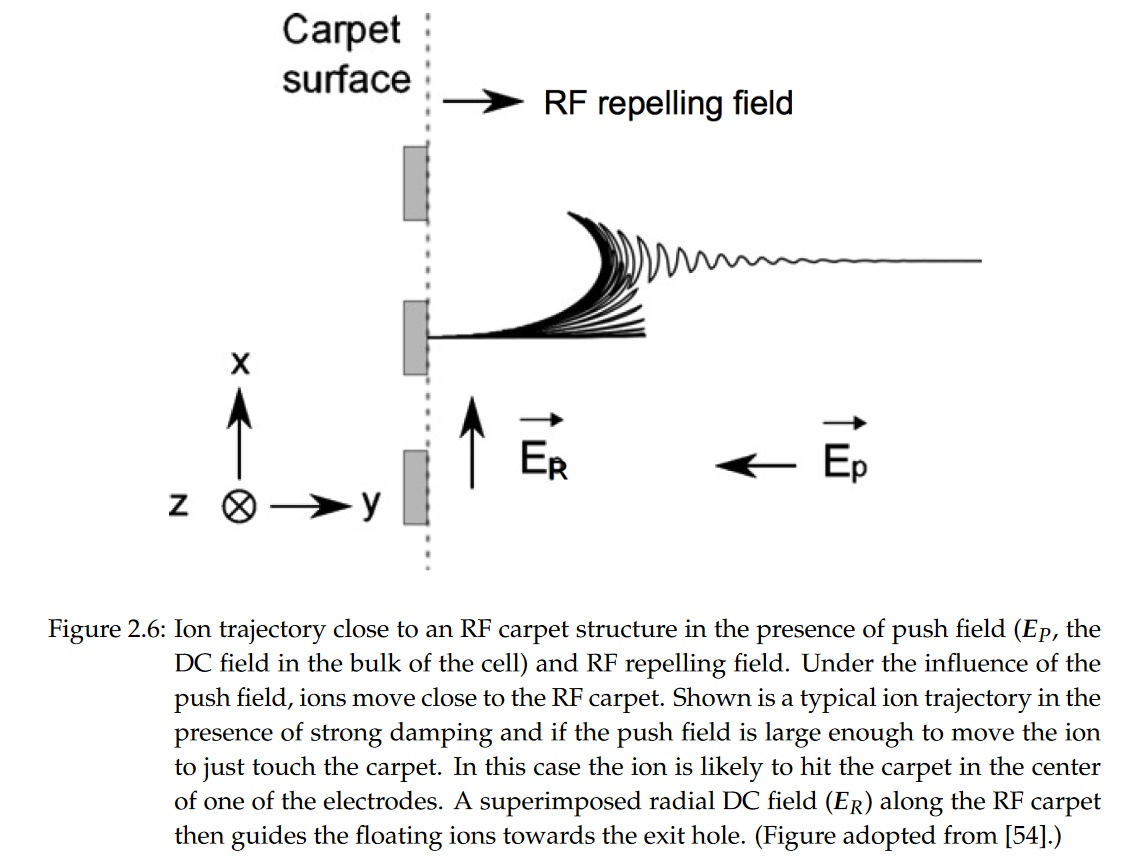 Carpet
surface
RF repelling field
x
E_R
E_P
z
y
Figure 2.6: Ion trajectory close to an RF carpet structure in the presence of push field (E_P, the
DC field in the bulk of the cell) and RF repelling field. Under the influence of the
push field, ions move close to the RF carpet. Shown is a typical ion trajectory in the
presence of strong damping and if the push field is large enough to move the ion
to just touch the carpet. In this case the ion is likely to hit the carpet in the center
of one of the electrodes. A superimposed radial DC field (E_R) along the RF carpet
then guides the floating ions towards the exit hole. (Figure adopted from [54].)